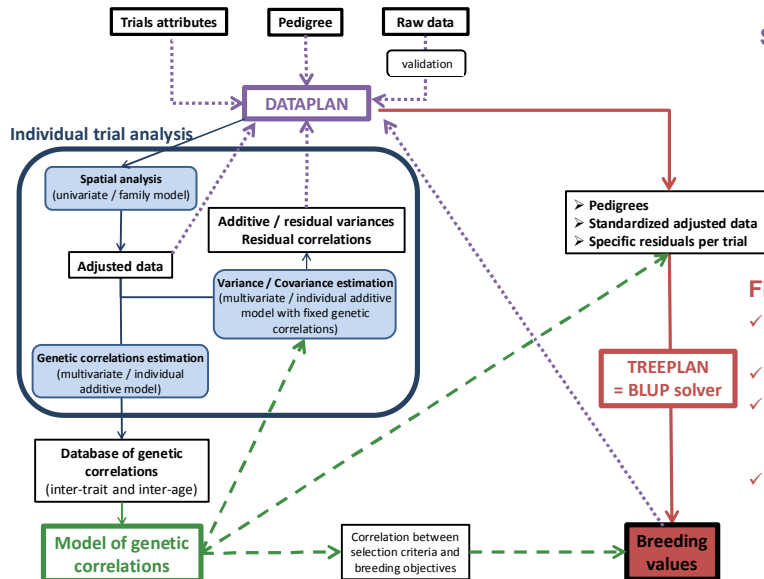 Trials attributes
Pedigree
Raw data
validation
S
DATAPLAN
Individual trial analysis
Spatial analysis
(univariate / family model)
Additive / residual variances
Residual correlations
Adjusted data
Variance / Covariance estimation
(multivariate / individual additive
model with fixed genetic
correlations)
Genetic correlations estimation
(multivariate / individual
additive model)
Database of genetic
correlations
(inter-trait and inter-age)
Model of genetic
correlations
Correlation between
selection criteria and
breeding objectives
➢ Pedigrees
➢ Standardized adjusted data
➢ Specific residuals per trial
F
✓
✓
✓
✓
TREEPLAN
= BLUP solver
Breeding
values